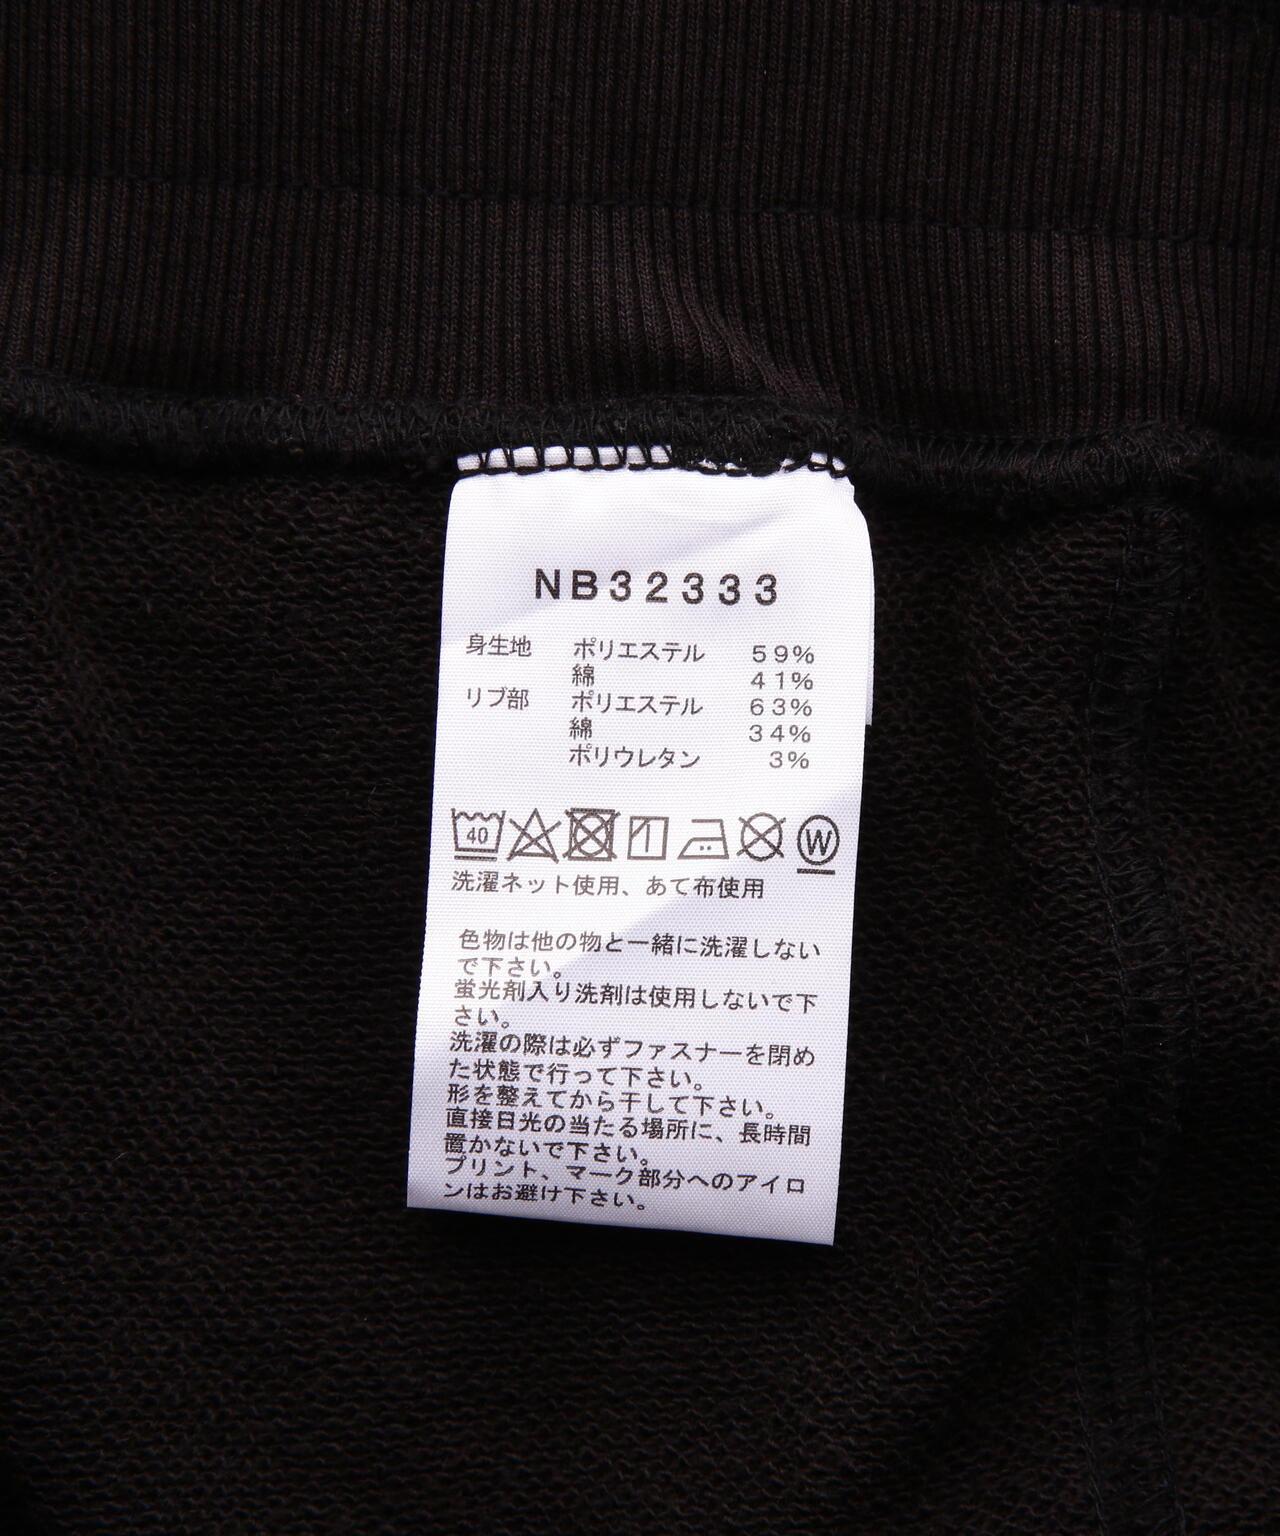 NB32333
身生地 ポリエステル 59%
綿 41%
リブ部 ポリエステル 63%
綿 34%
ポリウレタン 3%
40 W
洗濯ネット使用、あて布使用
色物は他の物と一緒に洗濯しない
で下さい。
蛍光剤入り洗剤は使用しないで下
さい。
洗濯の際は必ずファスナーを閉め
た状態で行って下さい。
形を整えてから干して下さい。
直接日光の当たる場所に、長時間
置かないで下さい。
プリント、マーク部分へのアイロ
ンはお避け下さい。